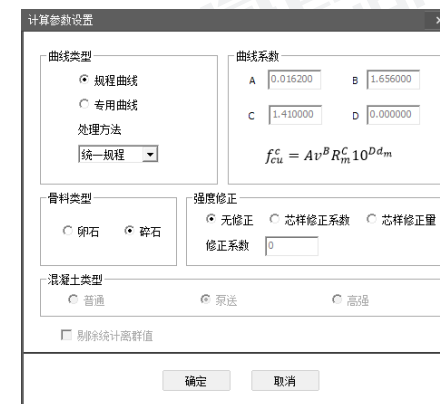 计算参数设置
曲线类型
规程曲线
专用曲线
处理方法
统一规程
曲线系数
A 0.016200 B 1.656000
C 1.410000 D 0.000000
f_{cu}^{c} = Av^{B}R_{m}^{C}10^{Dd_{m}}
骨料类型
卵石 碎石
强度修正
无修正 芯样修正系数 芯样修正量
修正系数 0
混凝土类型
普通 泵送 高强
剔除统计离群值
确定 取消